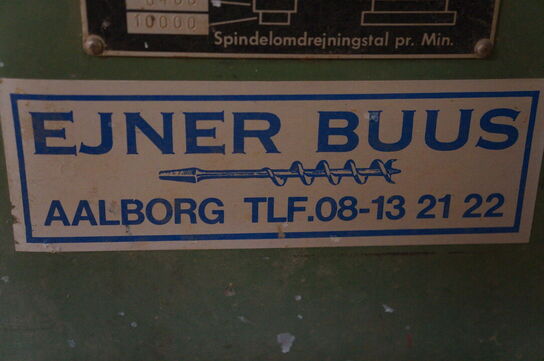 10000
Spindelomdrejningstal pr. Min.
EJNER BUUS
AALBORG TLF.08-13 21 22